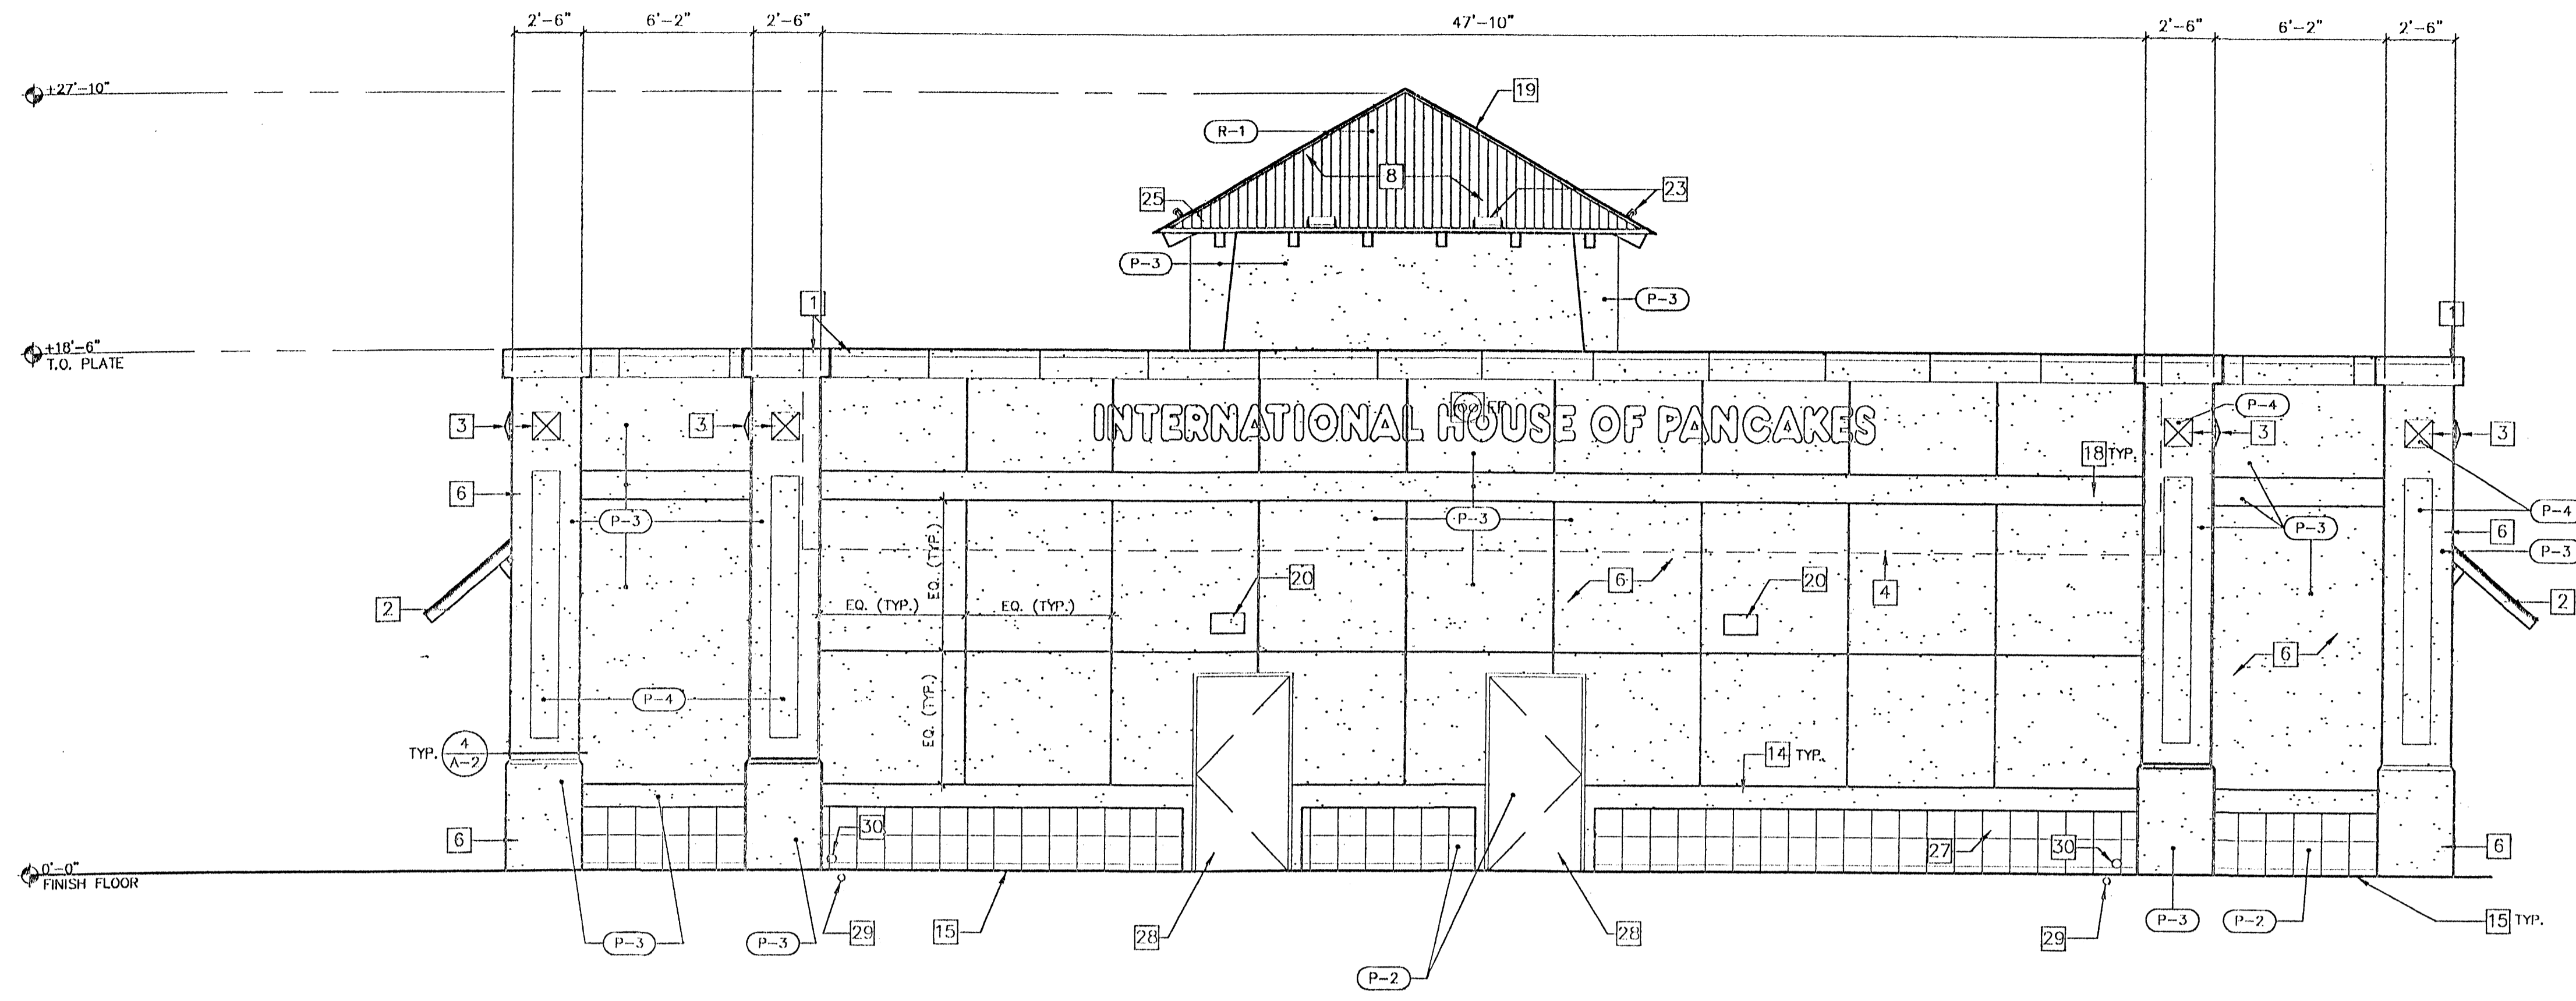 2'-6" 6'-2" 2'-6" 47'-10" 2'-6" 6'-2" 2'-6"
+27'-10"
19
R-1
8
25 23
P-3
P-3
1 1
+18'-6"
T.O. PLATE
INTERNATIONAL HOUSE OF PANCAKES
3 3 P-4 3 3
18 TYP.
6
P-3 P-3 P-3 P-4
6
P-3
EQ. (TYP.)
20 6 20 4
2 EQ. (TYP.) EQ. (TYP.) 2
6
P-4
EQ. (TYP.)
TYP. 4
A-2
14 TYP.
6 30 27 30 6
0'-0"
FINISH FLOOR
P-3 P-3 29 15 28 28 29 P-3 P-2 15 TYP.
P-2